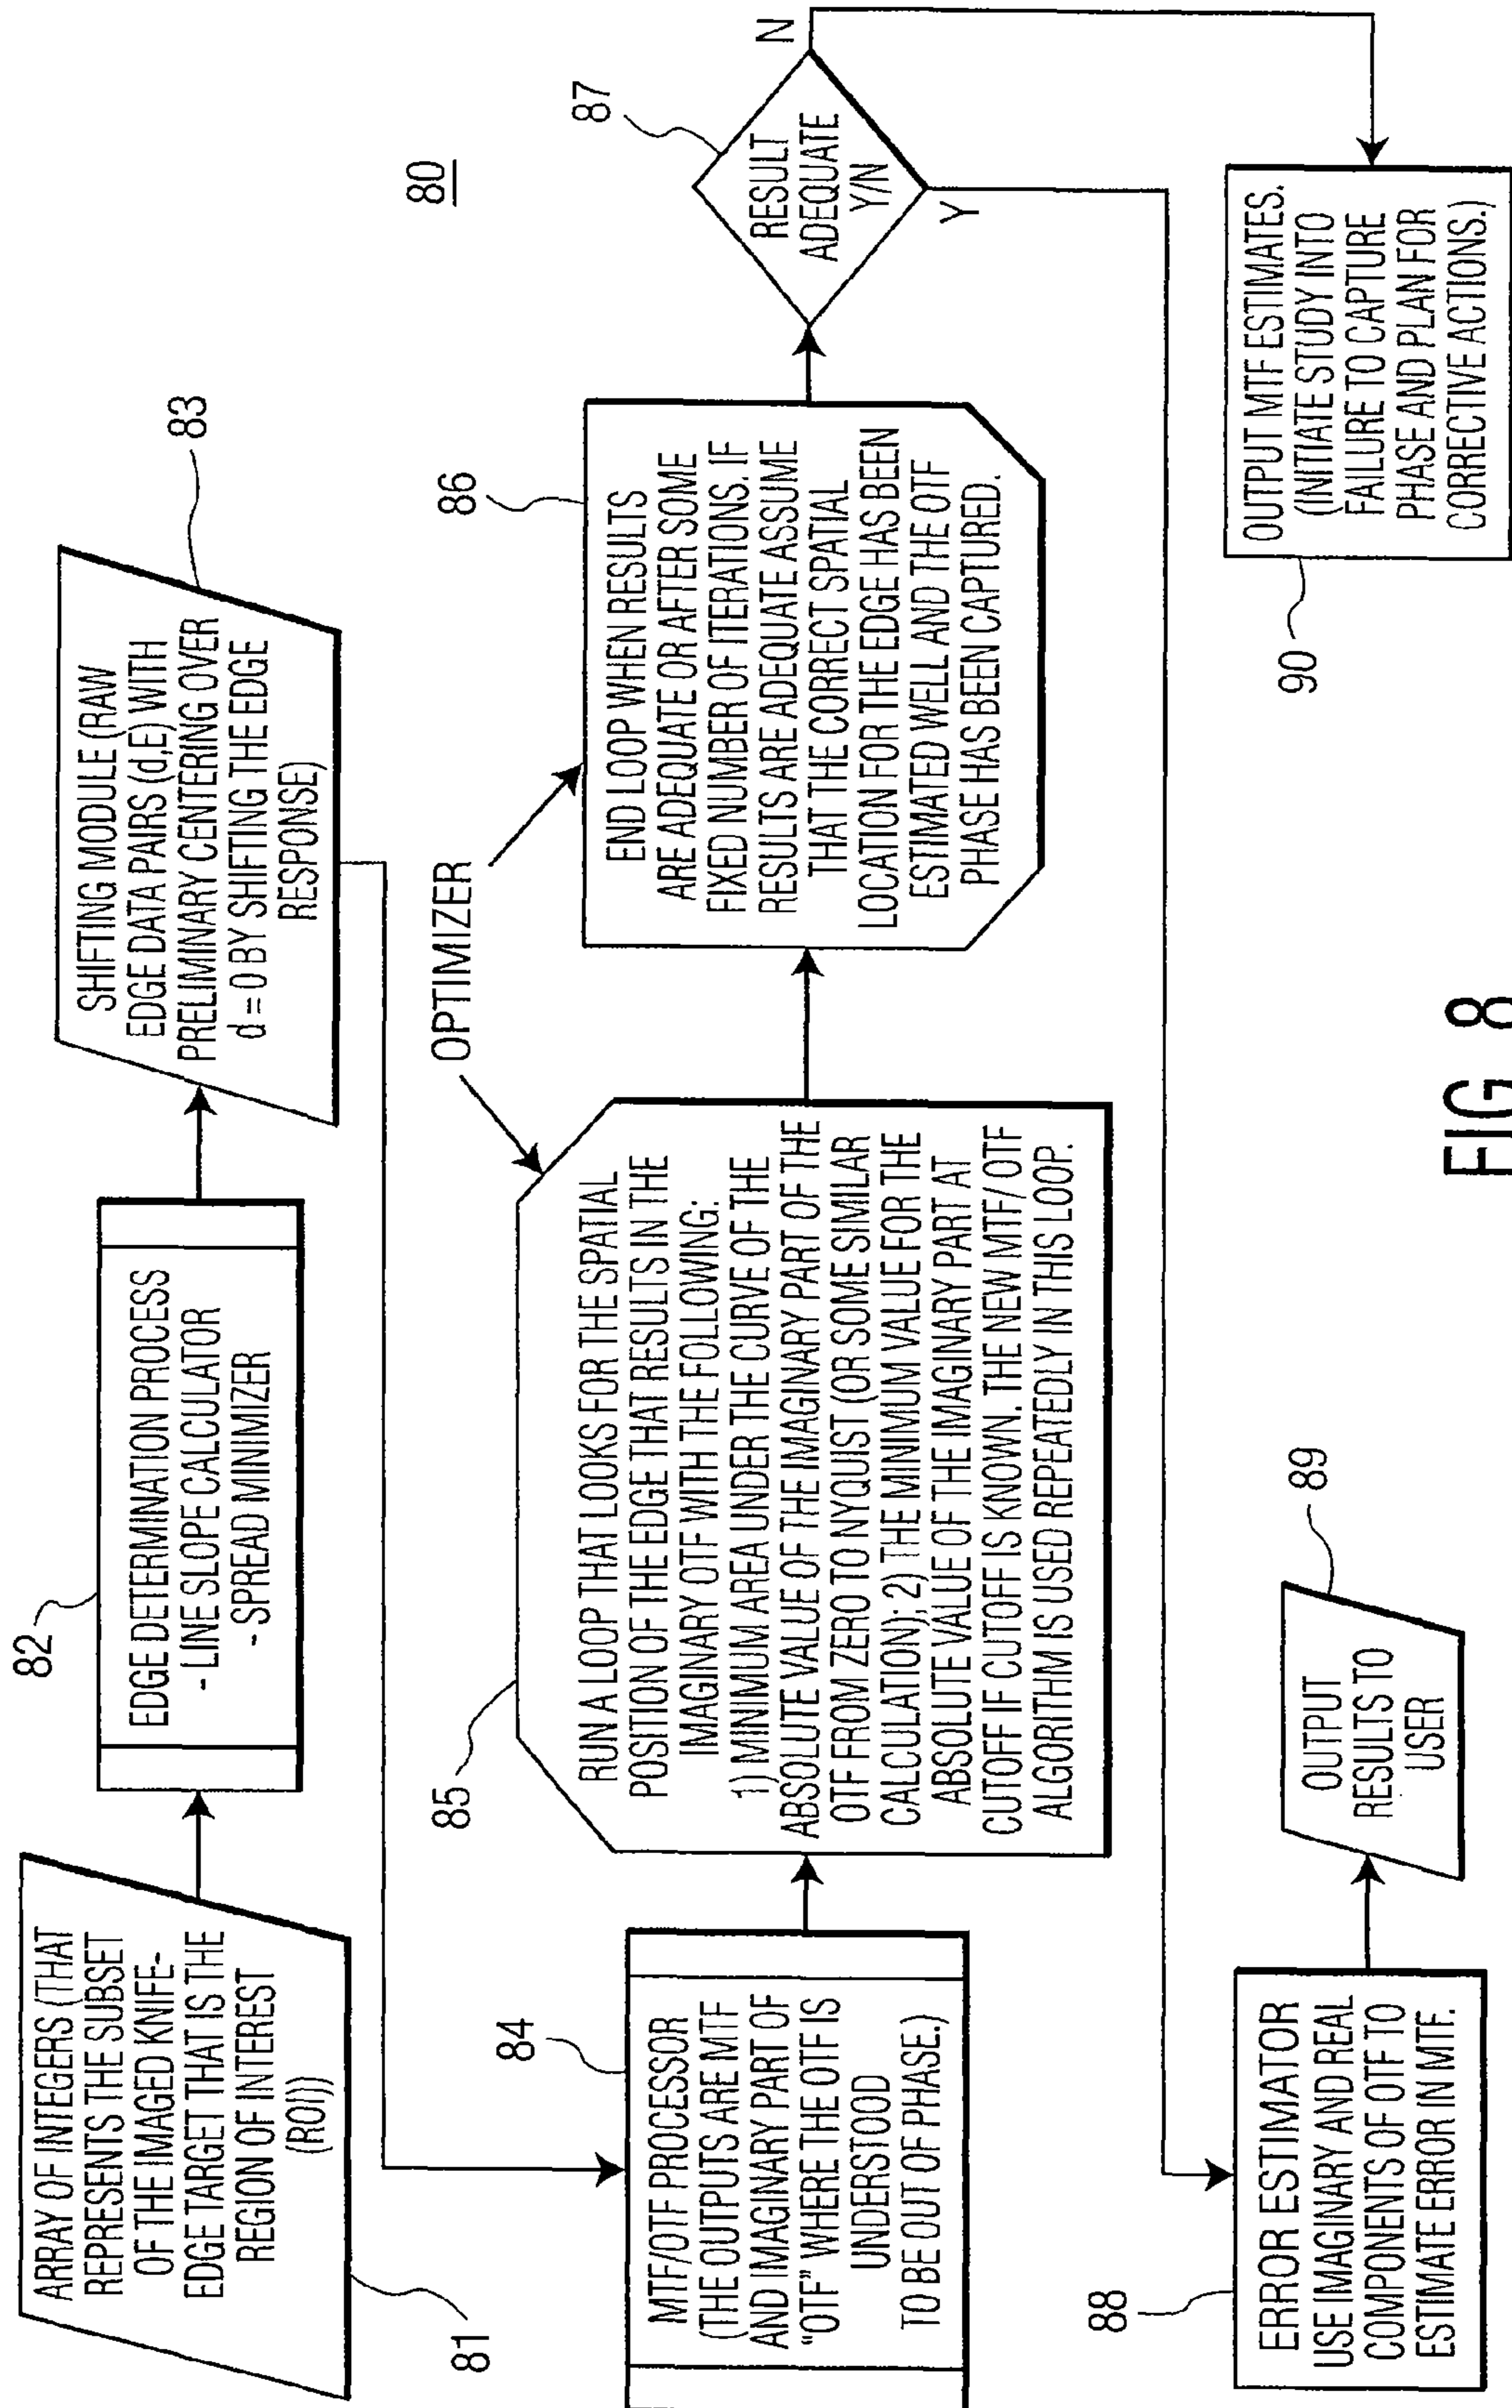 80
81
ARRAY OF INTEGERS (THAT
REPRESENTS THE SUBSET
OF THE IMAGED KNIFE-
EDGE TARGET THAT IS THE
REGION OF INTEREST
(ROI))
82
EDGE DETERMINATION PROCESS
- LINE SLOPE CALCULATOR
- SPREAD MINIMIZER
83
SHIFTING MODULE (RAW
EDGE DATA PAIRS (d,E) WITH
PRELIMINARY CENTERING OVER
d = 0 BY SHIFTING THE EDGE
RESPONSE)
84
MTF/OTF PROCESSOR
(THE OUTPUTS ARE MTF
AND IMAGINARY PART OF
"OTF" WHERE THE OTF IS
UNDERSTOOD
TO BE OUT OF PHASE.)
OPTIMIZER
85
RUN A LOOP THAT LOOKS FOR THE SPATIAL
POSITION OF THE EDGE THAT RESULTS IN THE
IMAGINARY OTF WITH THE FOLLOWING:
1) MINIMUM AREA UNDER THE CURVE OF THE
ABSOLUTE VALUE OF THE IMAGINARY PART OF THE
OTF FROM ZERO TO NYQUIST (OR SOME SIMILAR
CALCULATION); 2) THE MINIMUM VALUE FOR THE
ABSOLUTE VALUE OF THE IMAGINARY PART AT
CUTOFF IF CUTOFF IS KNOWN. THE NEW MTF/OTF
ALGORITHM IS USED REPEATEDLY IN THIS LOOP.
86
END LOOP WHEN RESULTS
ARE ADEQUATE OR AFTER SOME
FIXED NUMBER OF ITERATIONS. IF
RESULTS ARE ADEQUATE ASSUME
THAT THE CORRECT SPATIAL
LOCATION FOR THE EDGE HAS BEEN
ESTIMATED WELL AND THE OTF
PHASE HAS BEEN CAPTURED.
87
RESULT
ADEQUATE
Y/N
N
Y
88
ERROR ESTIMATOR
USE IMAGINARY AND REAL
COMPONENTS OF OTF TO
ESTIMATE ERROR IN MTF.
89
OUTPUT
RESULTS TO
USER
90
OUTPUT MTF ESTIMATES.
(INITIATE STUDY INTO
FAILURE TO CAPTURE
PHASE AND PLAN FOR
CORRECTIVE ACTIONS.)
FIG. 8